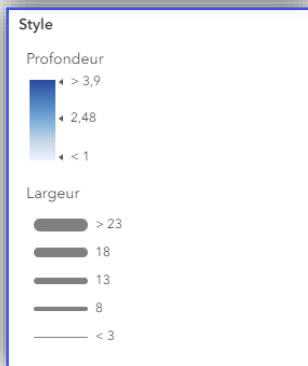 Style
Profondeur
> 3,9
2,48
< 1
Largeur
> 23
18
13
8
< 3